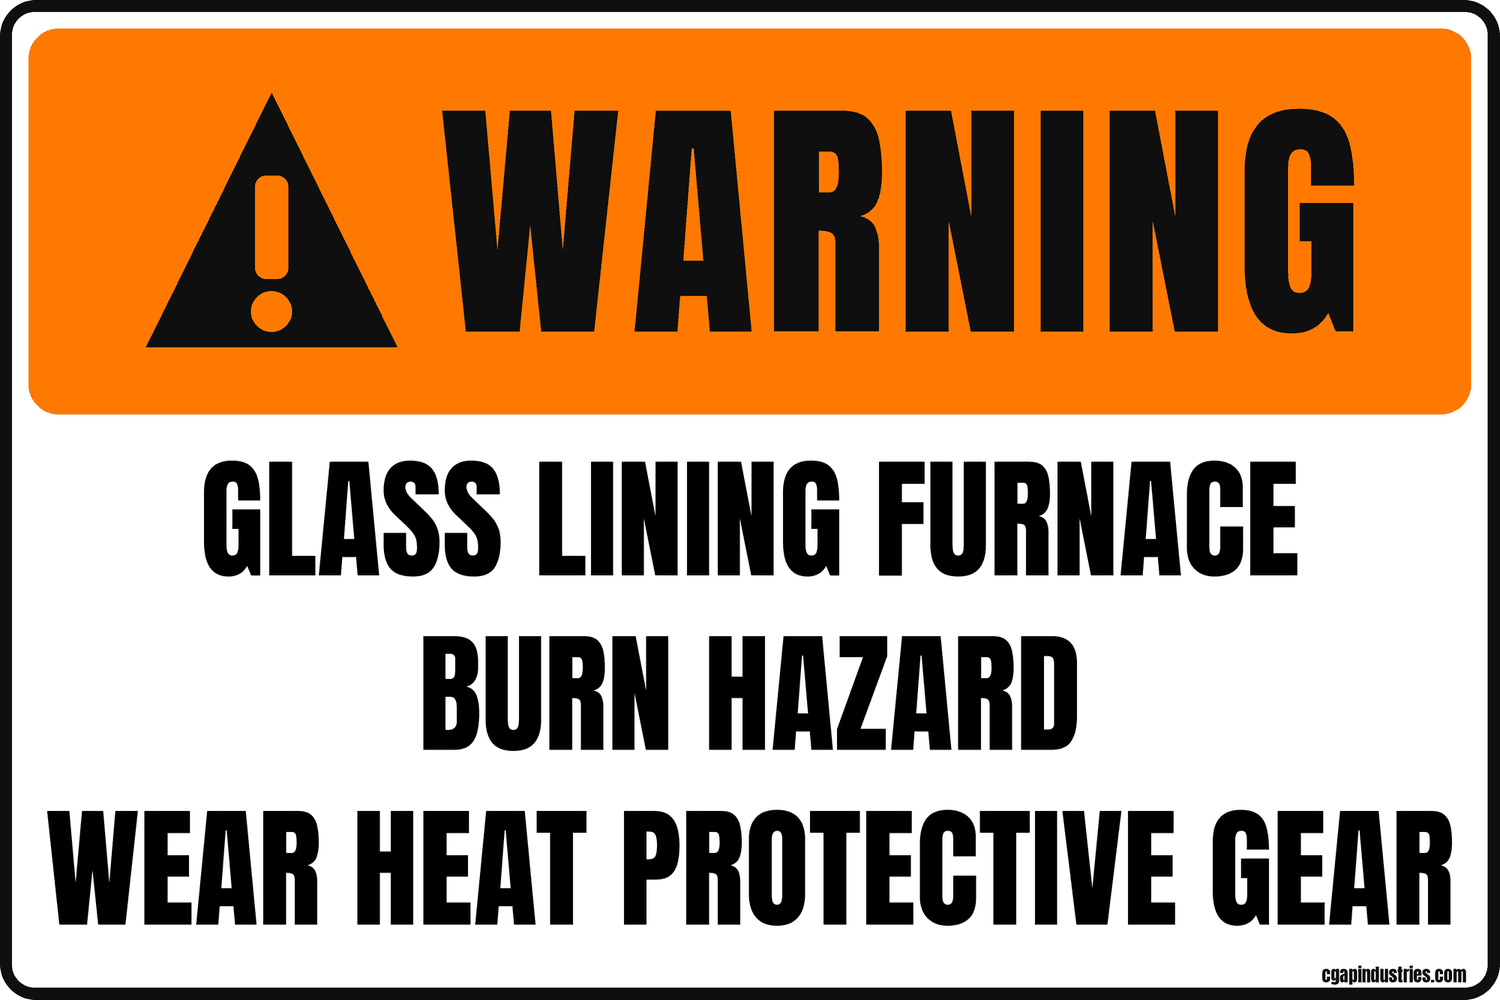 WARNING
GLASS LINING FURNACE
BURN HAZARD
WEAR HEAT PROTECTIVE GEAR
cgapindustries.com